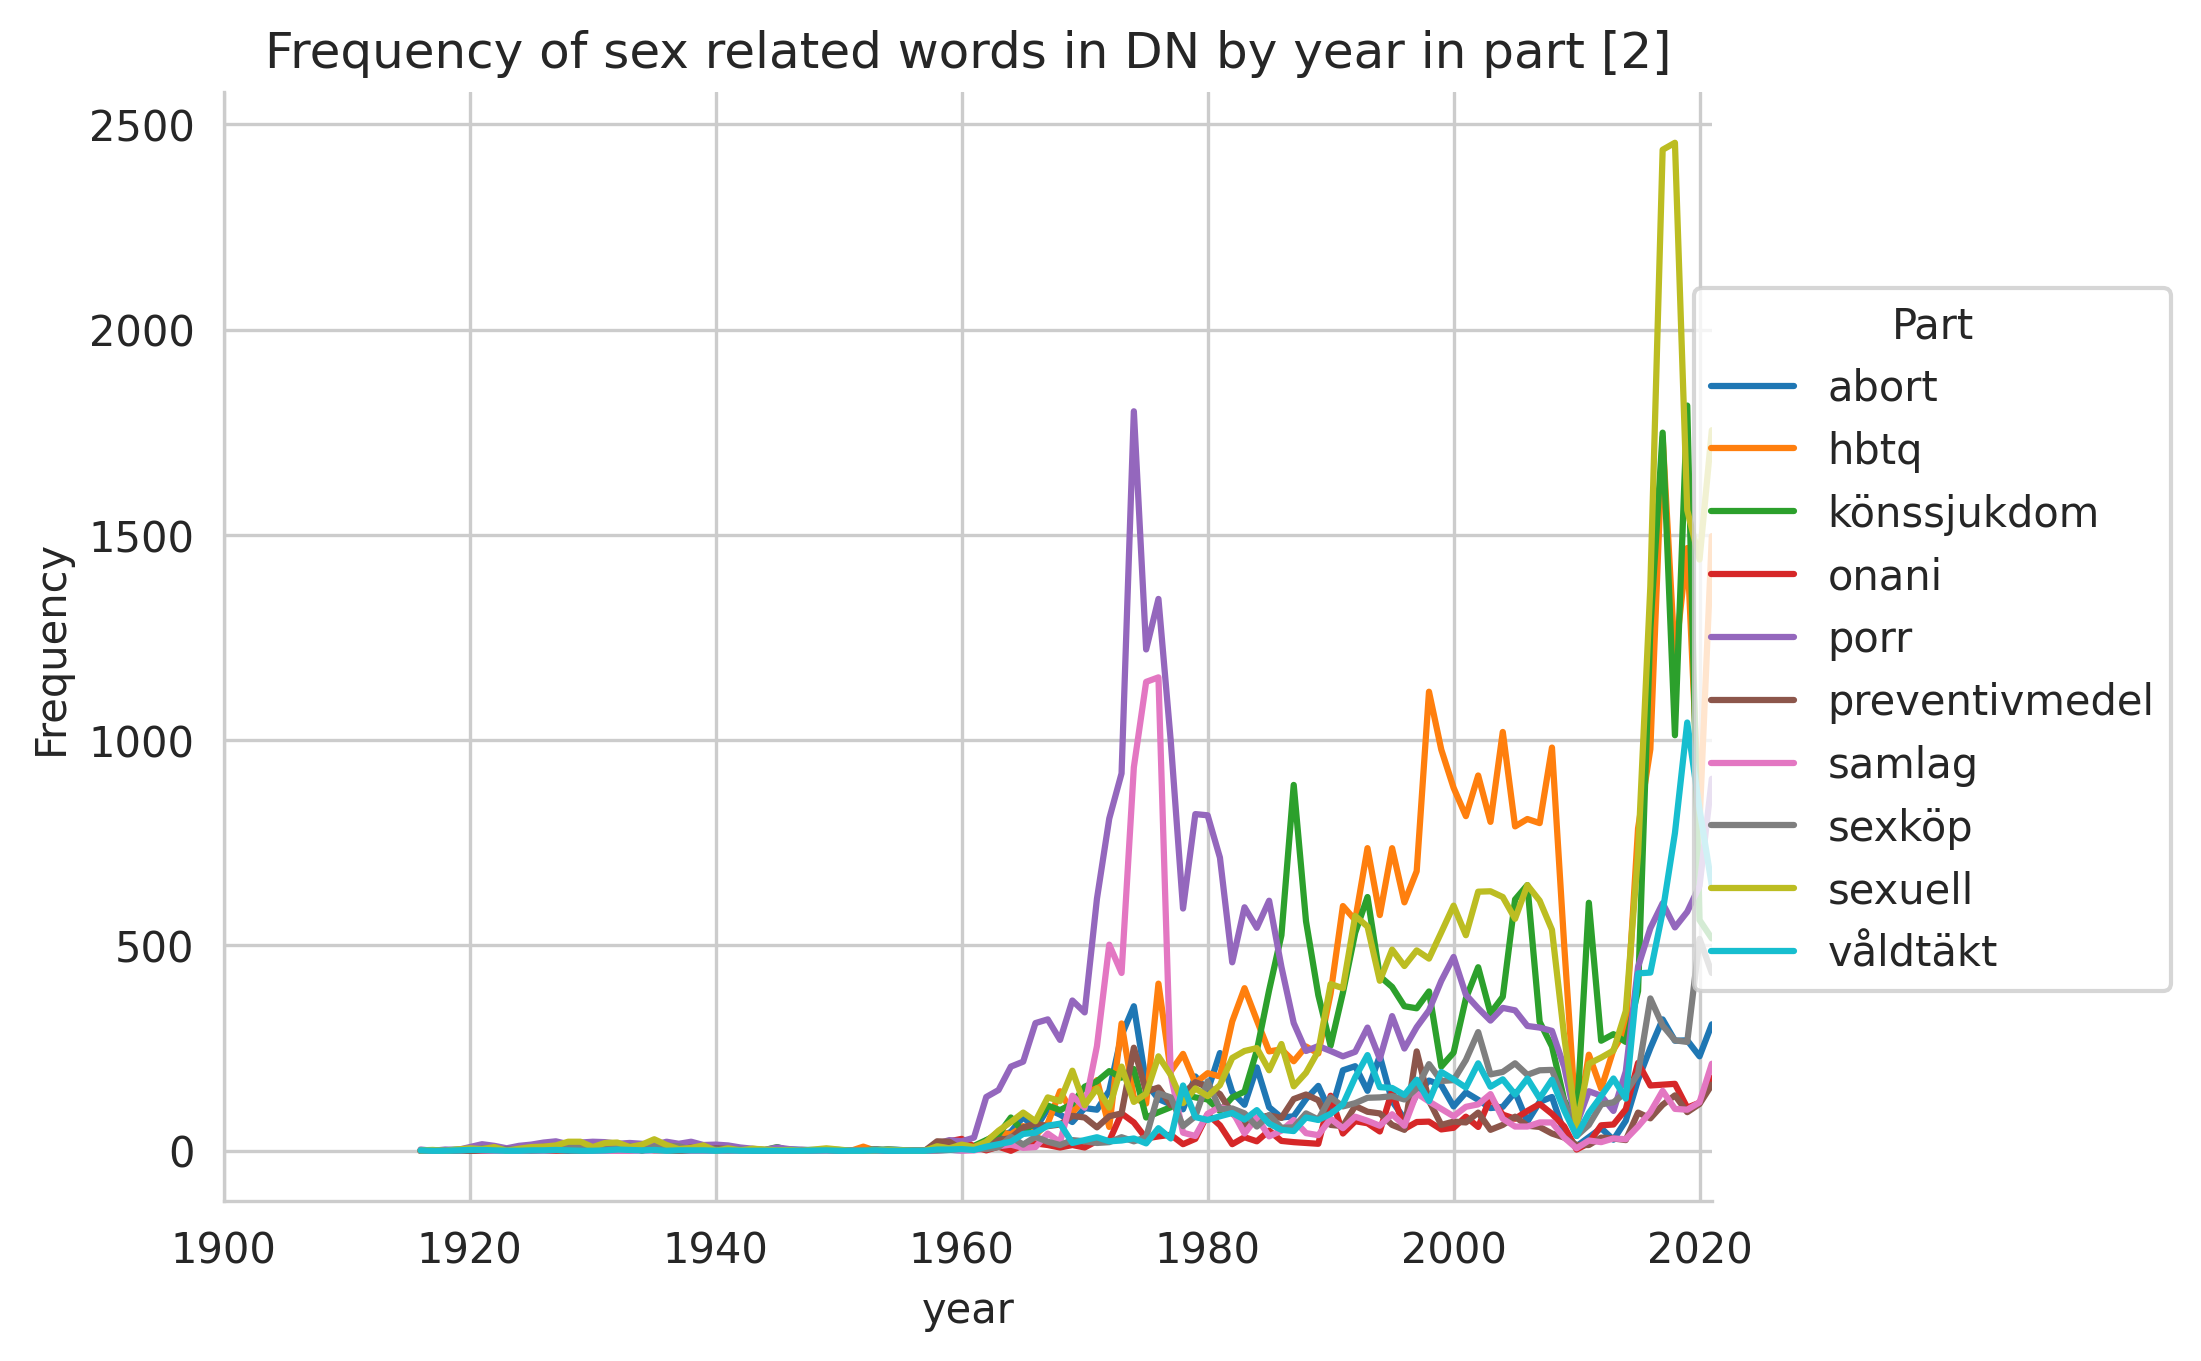 Frequency of sex related words in DN by year in part [2]
Frequency
2500
2000
1500
1000
500
0
1900 1920 1940 1960 1980 2000 2020
year
Part
abort
hbtq
könssjukdom
onani
porr
preventivmedel
samlag
sexköp
sexuell
våldtäkt